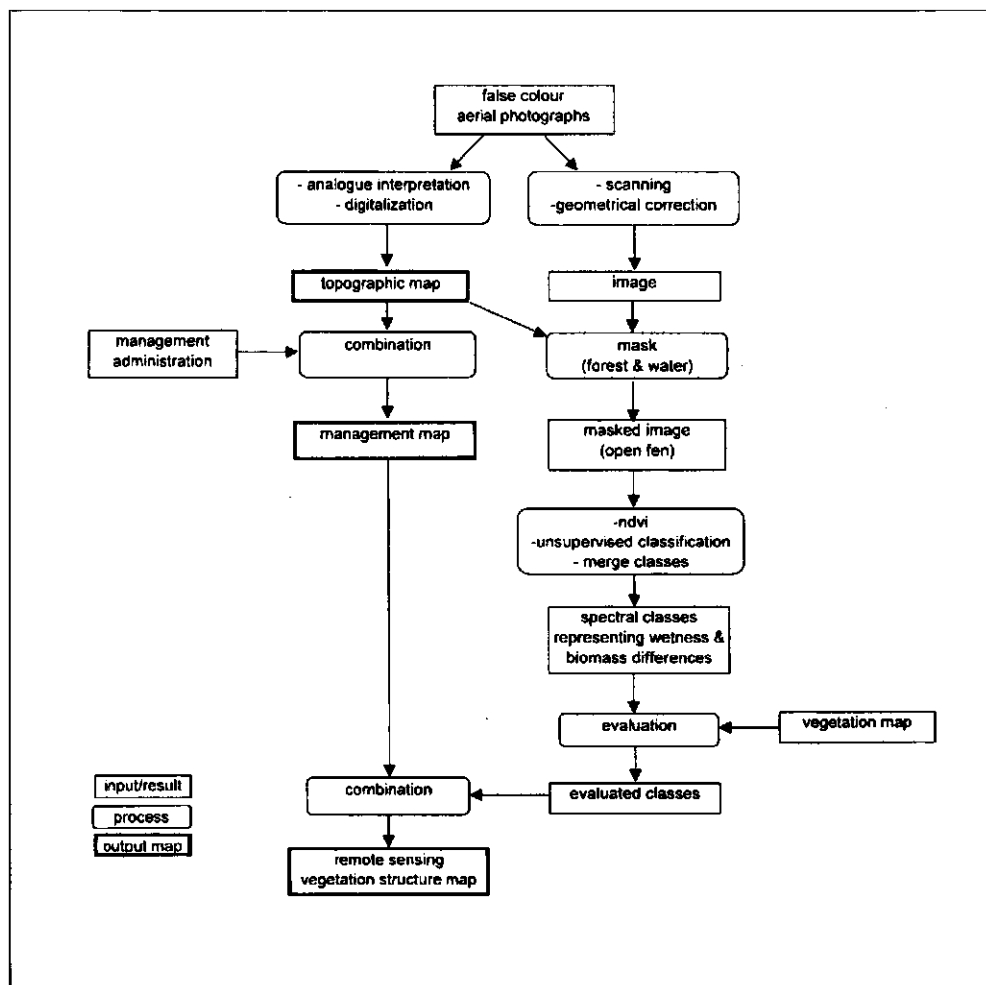 false colour
aerial photographs
- analogue interpretation
- digitalization
- scanning
-geometrical correction
topographic map
image
management
administration
combination
mask
(forest & water)
management map
masked image
(open fen)
-ndvi
-unsupervised classification
- merge classes
spectral classes
representing wetness &
biomass differences
evaluation
vegetation map
input/result
process
output map
combination
evaluated classes
remote sensing
vegetation structure map